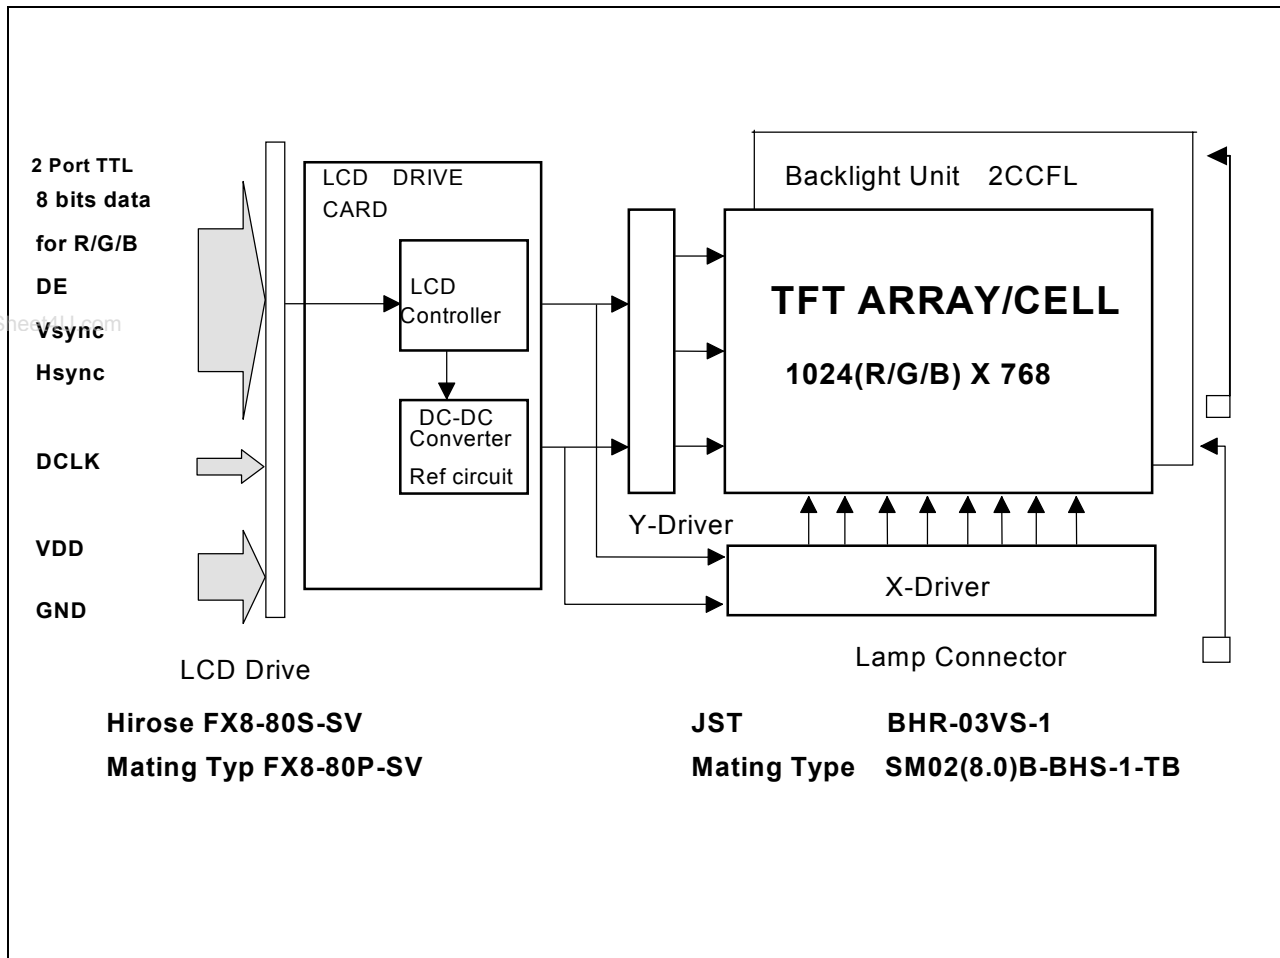 2 Port TTL
8 bits data
for R/G/B
DE
Vsync
Hsync
DCLK
VDD
GND
LCD DRIVE
CARD
LCD
Controller
DC-DC
Converter
Ref circuit
Y-Driver
Backlight Unit 2CCFL
TFT ARRAY/CELL
1024(R/G/B) X 768
X-Driver
LCD Drive
Hirose FX8-80S-SV
Mating Typ FX8-80P-SV
Lamp Connector
JST BHR-03VS-1
Mating Type SM02(8.0)B-BHS-1-TB